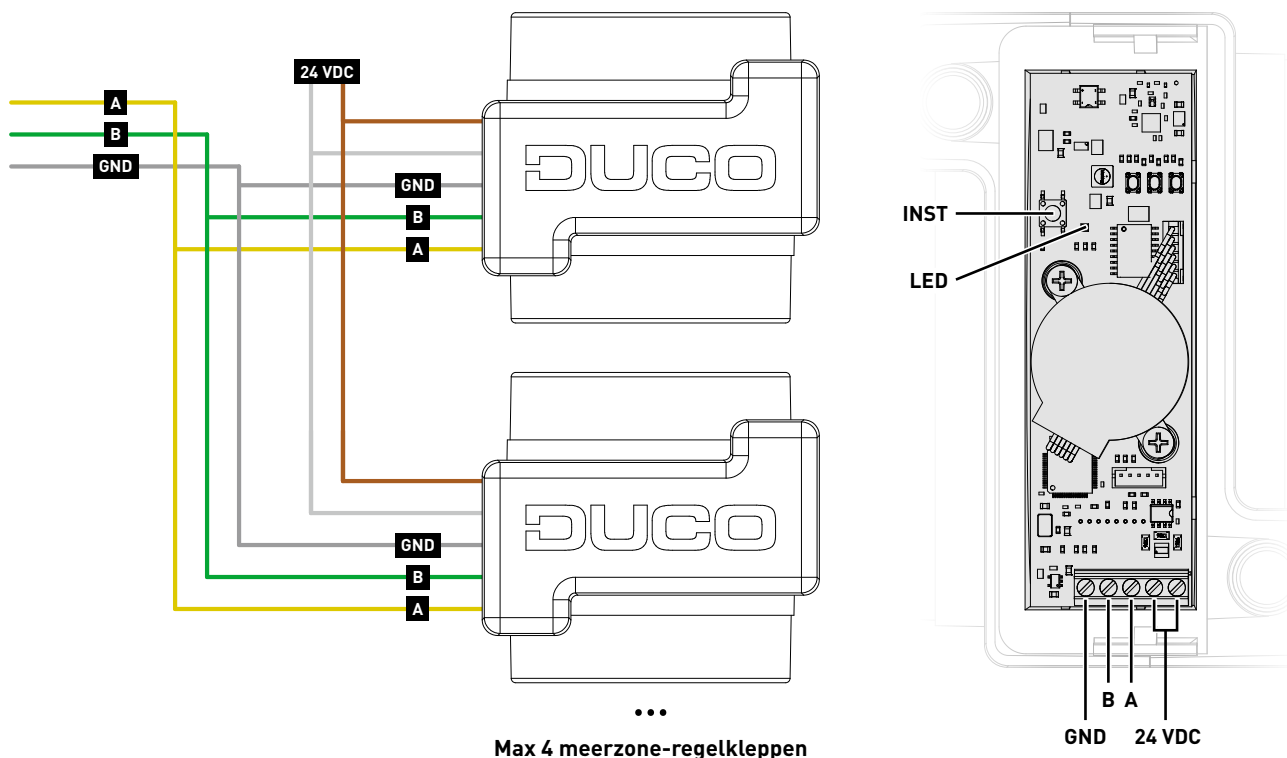 24 VDC
A
B
GND
GND
B
A
DUCO
GND
B
A
DUCO
...
Max 4 meerzone-regelkleppen
INST
LED
B A
GND 24 VDC